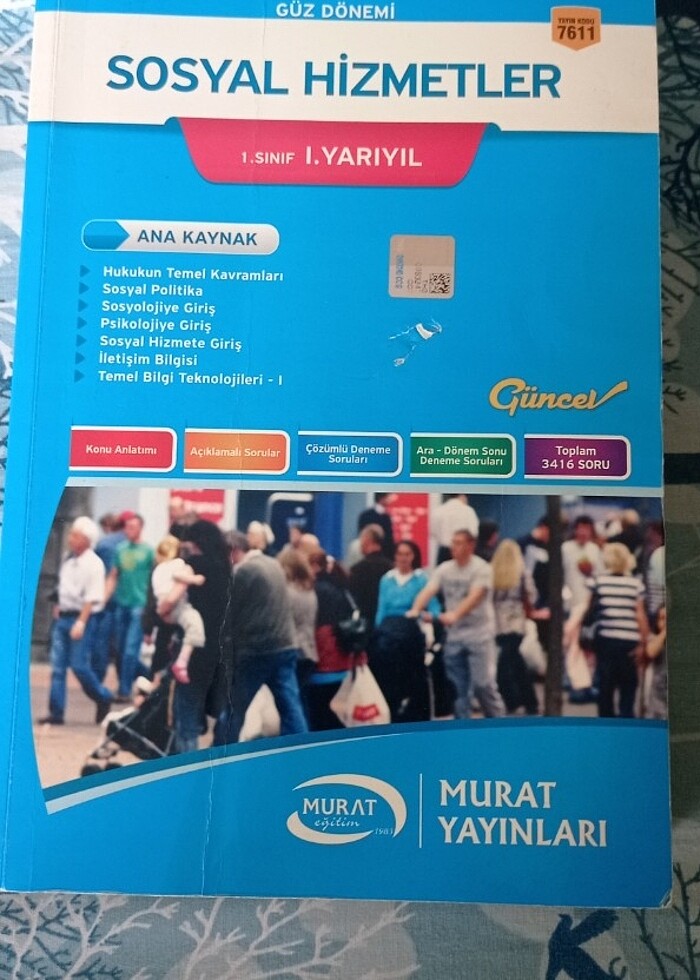 GÜZ DÖNEMİ
YAYIN KODU
7611
SOSYAL HİZMETLER
1.SINIF I.YARIYIL
ANA KAYNAK
Hukukun Temel Kavramları
Sosyal Politika
Sosyolojiye Giriş
Psikolojiye Giriş
Sosyal Hizmete Giriş
İletişim Bilgisi
Temel Bilgi Teknolojileri - I
Güncel
Konu Anlatımı
Açıklamalı Sorular
Çözümlü Deneme
Soruları
Ara - Dönem Sonu
Deneme Soruları
Toplam
3416 SORU
MURAT
eğitim
1983
MURAT
YAYINLARI